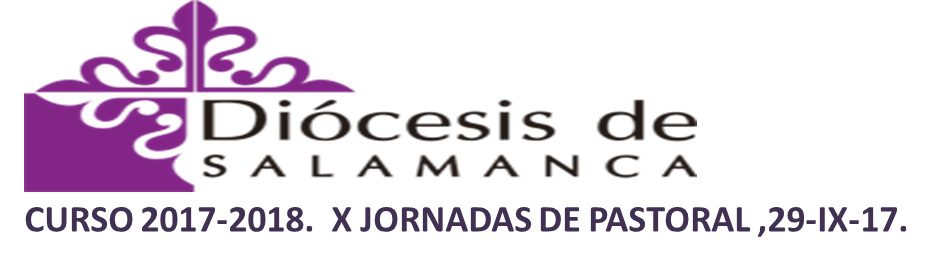 Diócesis de
SALAMANCA
CURSO 2017-2018. X JORNADAS DE PASTORAL ,29-IX-17.